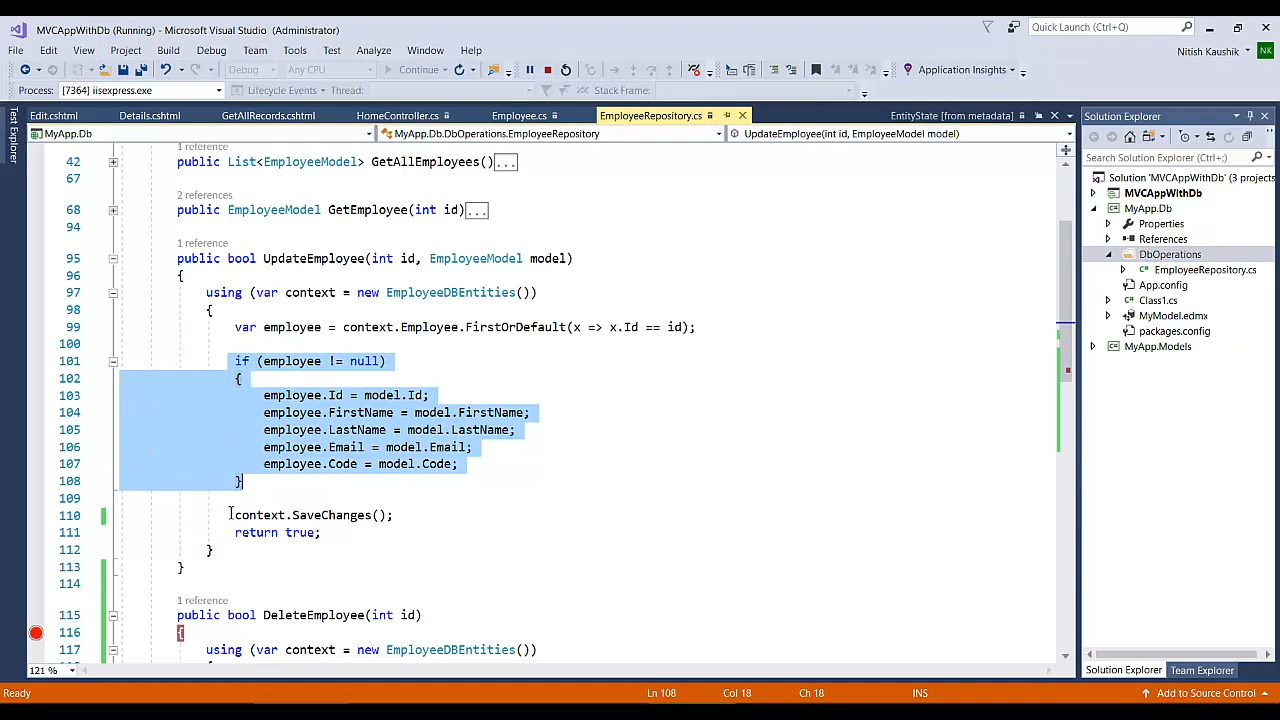 MVCAppWithDb (Running) - Microsoft Visual Studio (Administrator)
Quick Launch (Ctrl+Q)
File Edit View Project Build Debug Team Tools Test Analyze Window Help
Nitish Kaushik NK
Debug Any CPU Continue Application Insights
Process: [7364] iisexpress.exe Lifecycle Events Thread: Stack Frame:
Test Explorer
Edit.cshtml Details.cshtml GetAllRecords.cshtml HomeController.cs Employee.cs EmployeeRepository.cs EntityState [from metadata]
MyApp.Db MyApp.Db.DbOperations.EmployeeRepository UpdateEmployee(int id, EmployeeModel model)
1 reference
42 public List<EmployeeModel> GetAllEmployees()...
67
2 references
68 public EmployeeModel GetEmployee(int id)...
94
1 reference
95 public bool UpdateEmployee(int id, EmployeeModel model)
96 {
97 using (var context = new EmployeeDBEntities())
98 {
99 var employee = context.Employee.FirstOrDefault(x => x.Id == id);
100
101 if (employee != null)
102 {
103 employee.Id = model.Id;
104 employee.FirstName = model.FirstName;
105 employee.LastName = model.LastName;
106 employee.Email = model.Email;
107 employee.Code = model.Code;
108 }
109
110 context.SaveChanges();
111 return true;
112 }
113 }
114
1 reference
115 public bool DeleteEmployee(int id)
116 {
117 using (var context = new EmployeeDBEntities())
121 %
Solution Explorer
Search Solution Explorer (Ctrl+;)
Solution 'MVCAppWithDb' (3 projects
MVCAppWithDb
MyApp.Db
Properties
References
DbOperations
EmployeeRepository.cs
App.config
Class1.cs
MyModel.edmx
packages.config
MyApp.Models
Solution Explorer Team Explorer
Ready Ln 108 Col 18 Ch 18 INS Add to Source Control